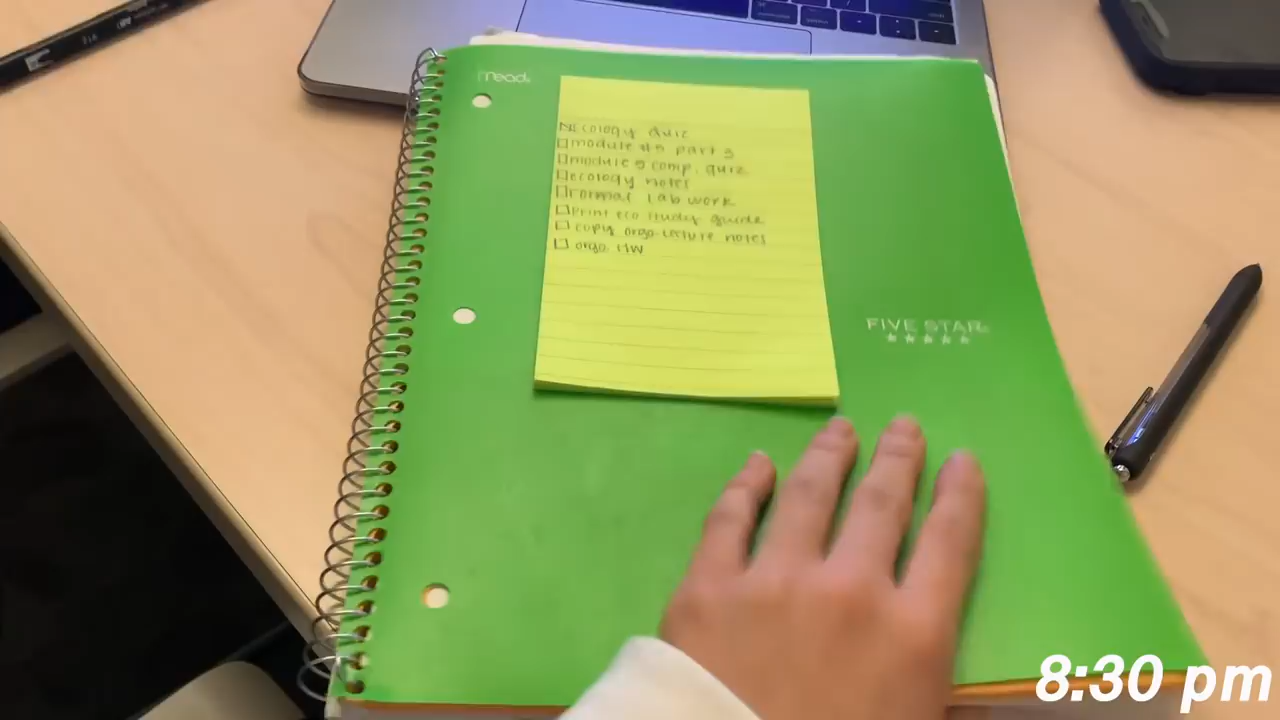 Mead
Ecology quiz
module #5 part 3
module 5 comp. quiz
Ecology notes
Formal Lab work
Print eco study guide
copy orgo lecture notes
orgo HW
FIVE STAR
8:30 pm